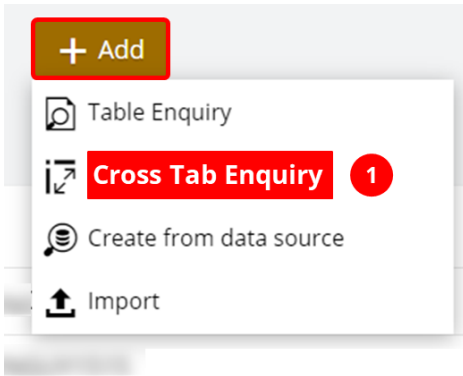 + Add
Table Enquiry
Cross Tab Enquiry 1
Create from data source
Import